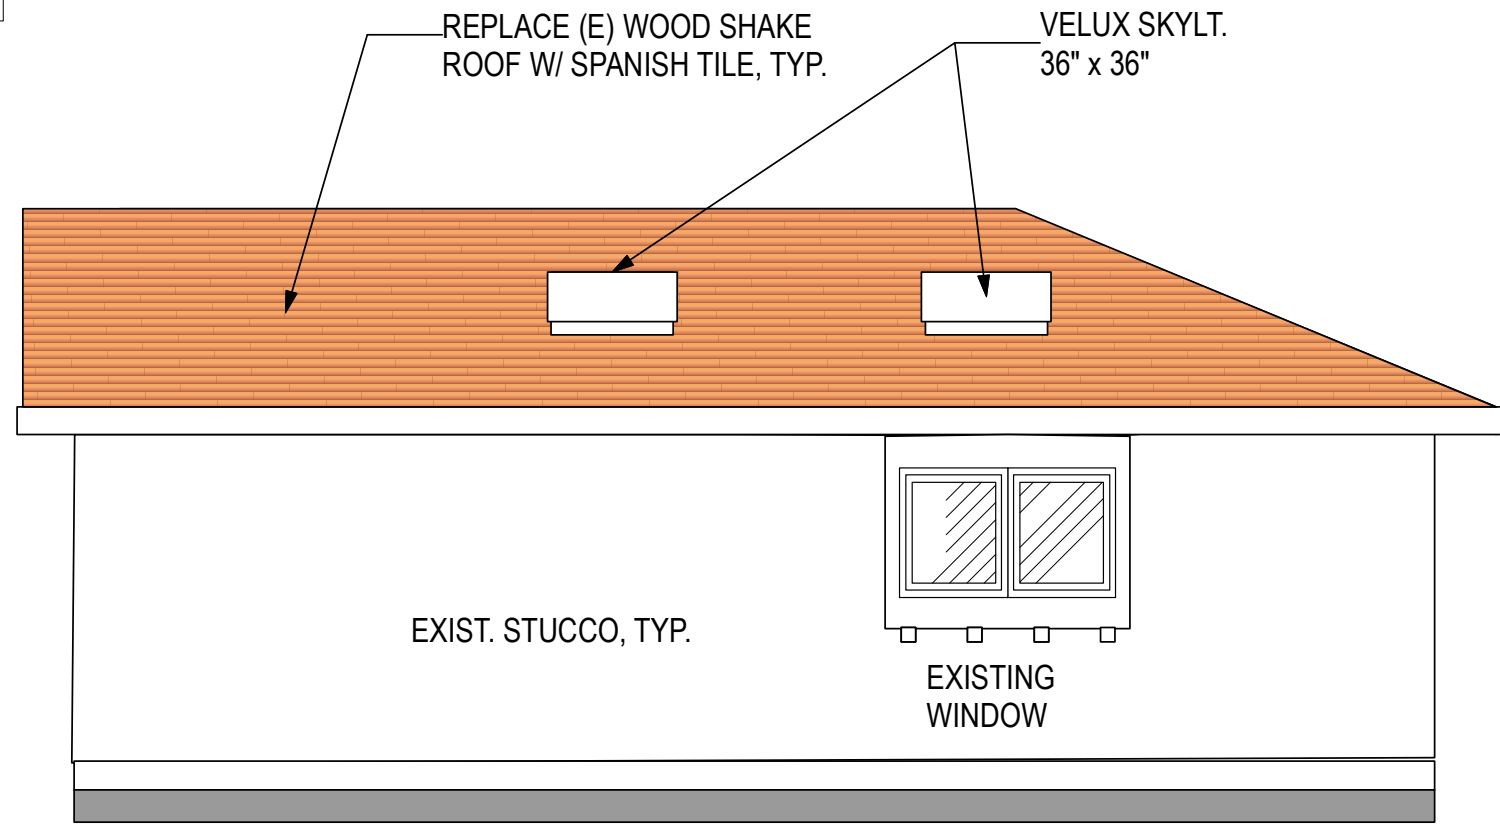 REPLACE (E) WOOD SHAKE
ROOF W/ SPANISH TILE, TYP.
VELUX SKYLT.
36" x 36"
EXIST. STUCCO, TYP.
EXISTING
WINDOW